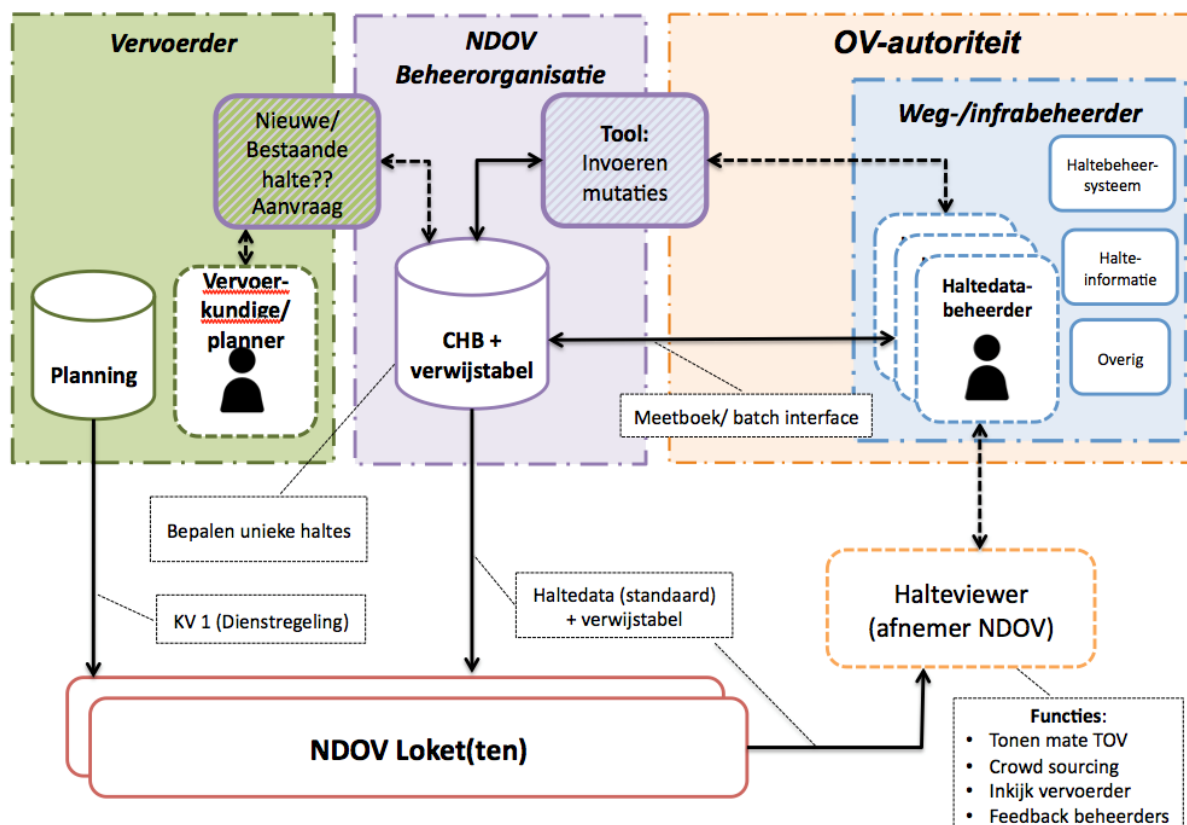 Vervoerder
NDOV
Beheerorganisatie
OV-autoriteit
Nieuwe/
Bestaande
halte??
Aanvraag
Tool:
Invoeren
mutaties
Weg-/infrabeheerder
Haltebeheer-
systeem
Halte-
informatie
Overig
Haltedata-
beheerder
Planning
Vervoer-
kundige/
planner
CHB +
verwijstabel
Meetboek/ batch interface
Bepalen unieke haltes
KV 1 (Dienstregeling)
Haltedata (standaard)
+ verwijstabel
Halteviewer
(afnemer NDOV)
NDOV Loket(ten)
Functies:
• Tonen mate TOV
• Crowd sourcing
• Inkijk vervoerder
• Feedback beheerders